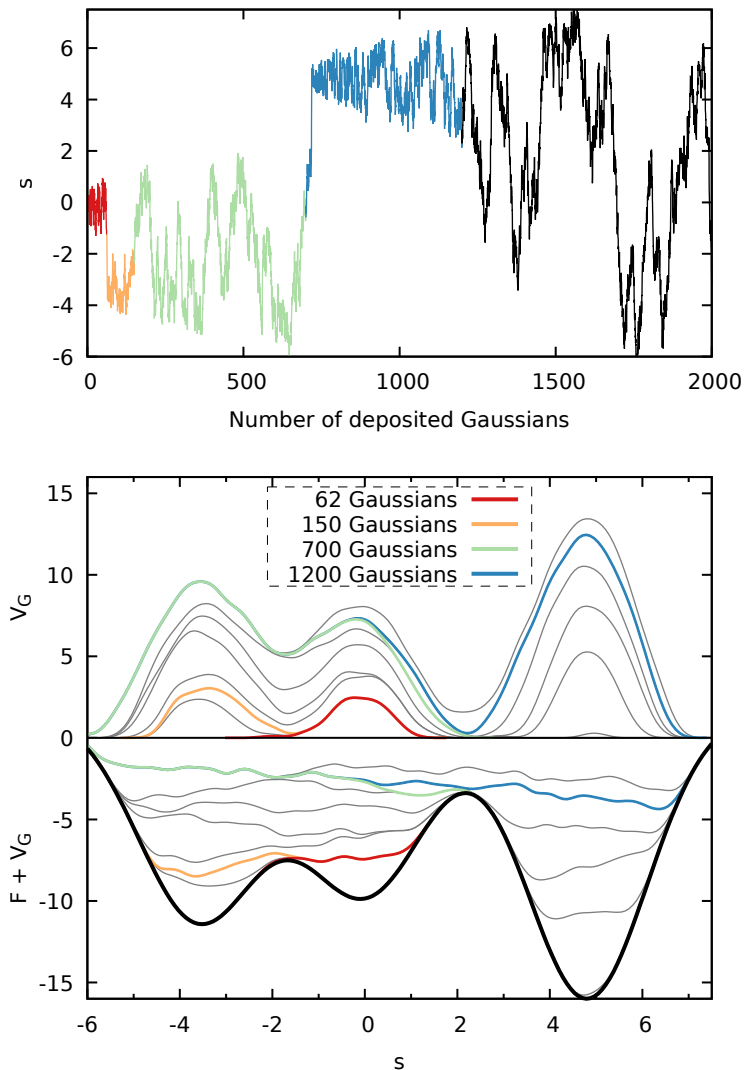 6
4
2
0
-2
-4
-6
s
0 500 1000 1500 2000
Number of deposited Gaussians
15
10
5
0
V_G
62 Gaussians
150 Gaussians
700 Gaussians
1200 Gaussians
-5
-10
-15
F + V_G
-6 -4 -2 0 2 4 6
s